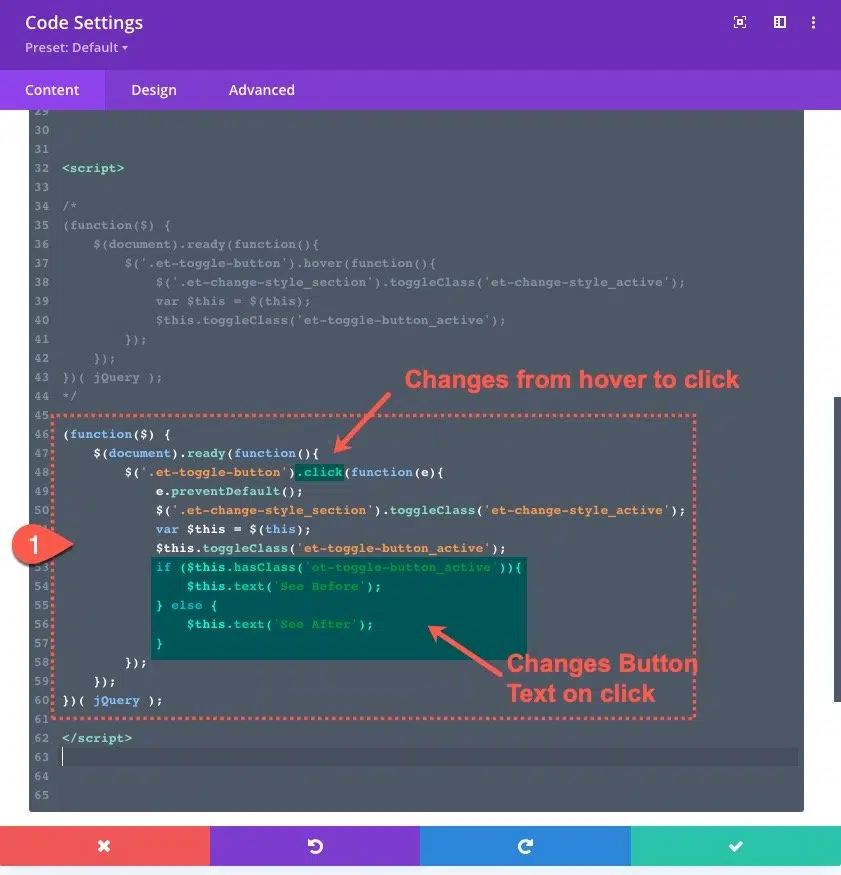 Code Settings
Preset: Default
Content Design Advanced
29
30
31
32 <script>
33
34 /*
35 (function($) {
36     $(document).ready(function(){
37         $('.et-toggle-button').hover(function(){
38             $('.et-change-style_section').toggleClass('et-change-style_active');
39             var $this = $(this);
40             $this.toggleClass('et-toggle-button_active');
41         });
42     });
43 })( jQuery );
Changes from hover to click
44 */
45
46 (function($) {
47     $(document).ready(function(){
48         $('.et-toggle-button').click(function(e){
49             e.preventDefault();
50             $('.et-change-style_section').toggleClass('et-change-style_active');
var $this = $(this);
1
$this.toggleClass('et-toggle-button_active');
53             if ($this.hasClass('et-toggle-button_active')){
54                 $this.text('See Before');
55             } else {
56                 $this.text('See After');
57             }
58         });
Changes Button
Text on click
59     });
60 })( jQuery );
61
62 </script>
63
64
65